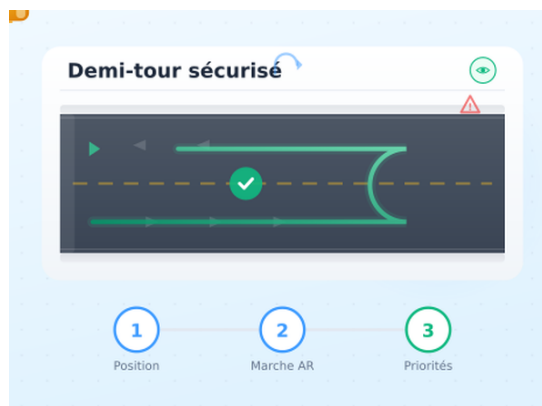 Demi-tour sécurisé
1
2
3
Position
Marche AR
Priorités